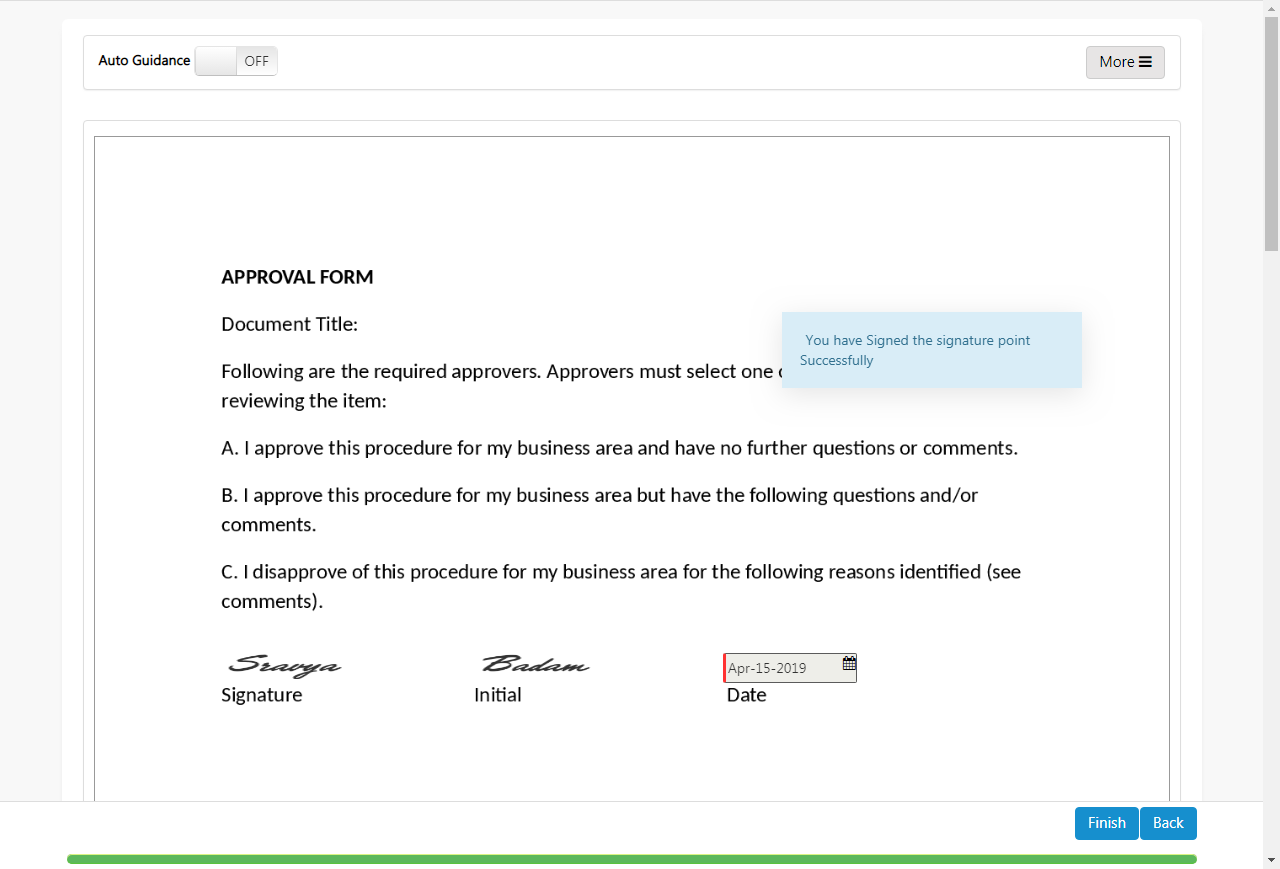 Auto Guidance OFF More
APPROVAL FORM
Document Title:
You have Signed the signature point
Successfully
Following are the required approvers. Approvers must select one
reviewing the item:
A. I approve this procedure for my business area and have no further questions or comments.
B. I approve this procedure for my business area but have the following questions and/or
comments.
C. I disapprove of this procedure for my business area for the following reasons identified (see
comments).
Sravya Badam Apr-15-2019
Signature Initial Date
Finish Back